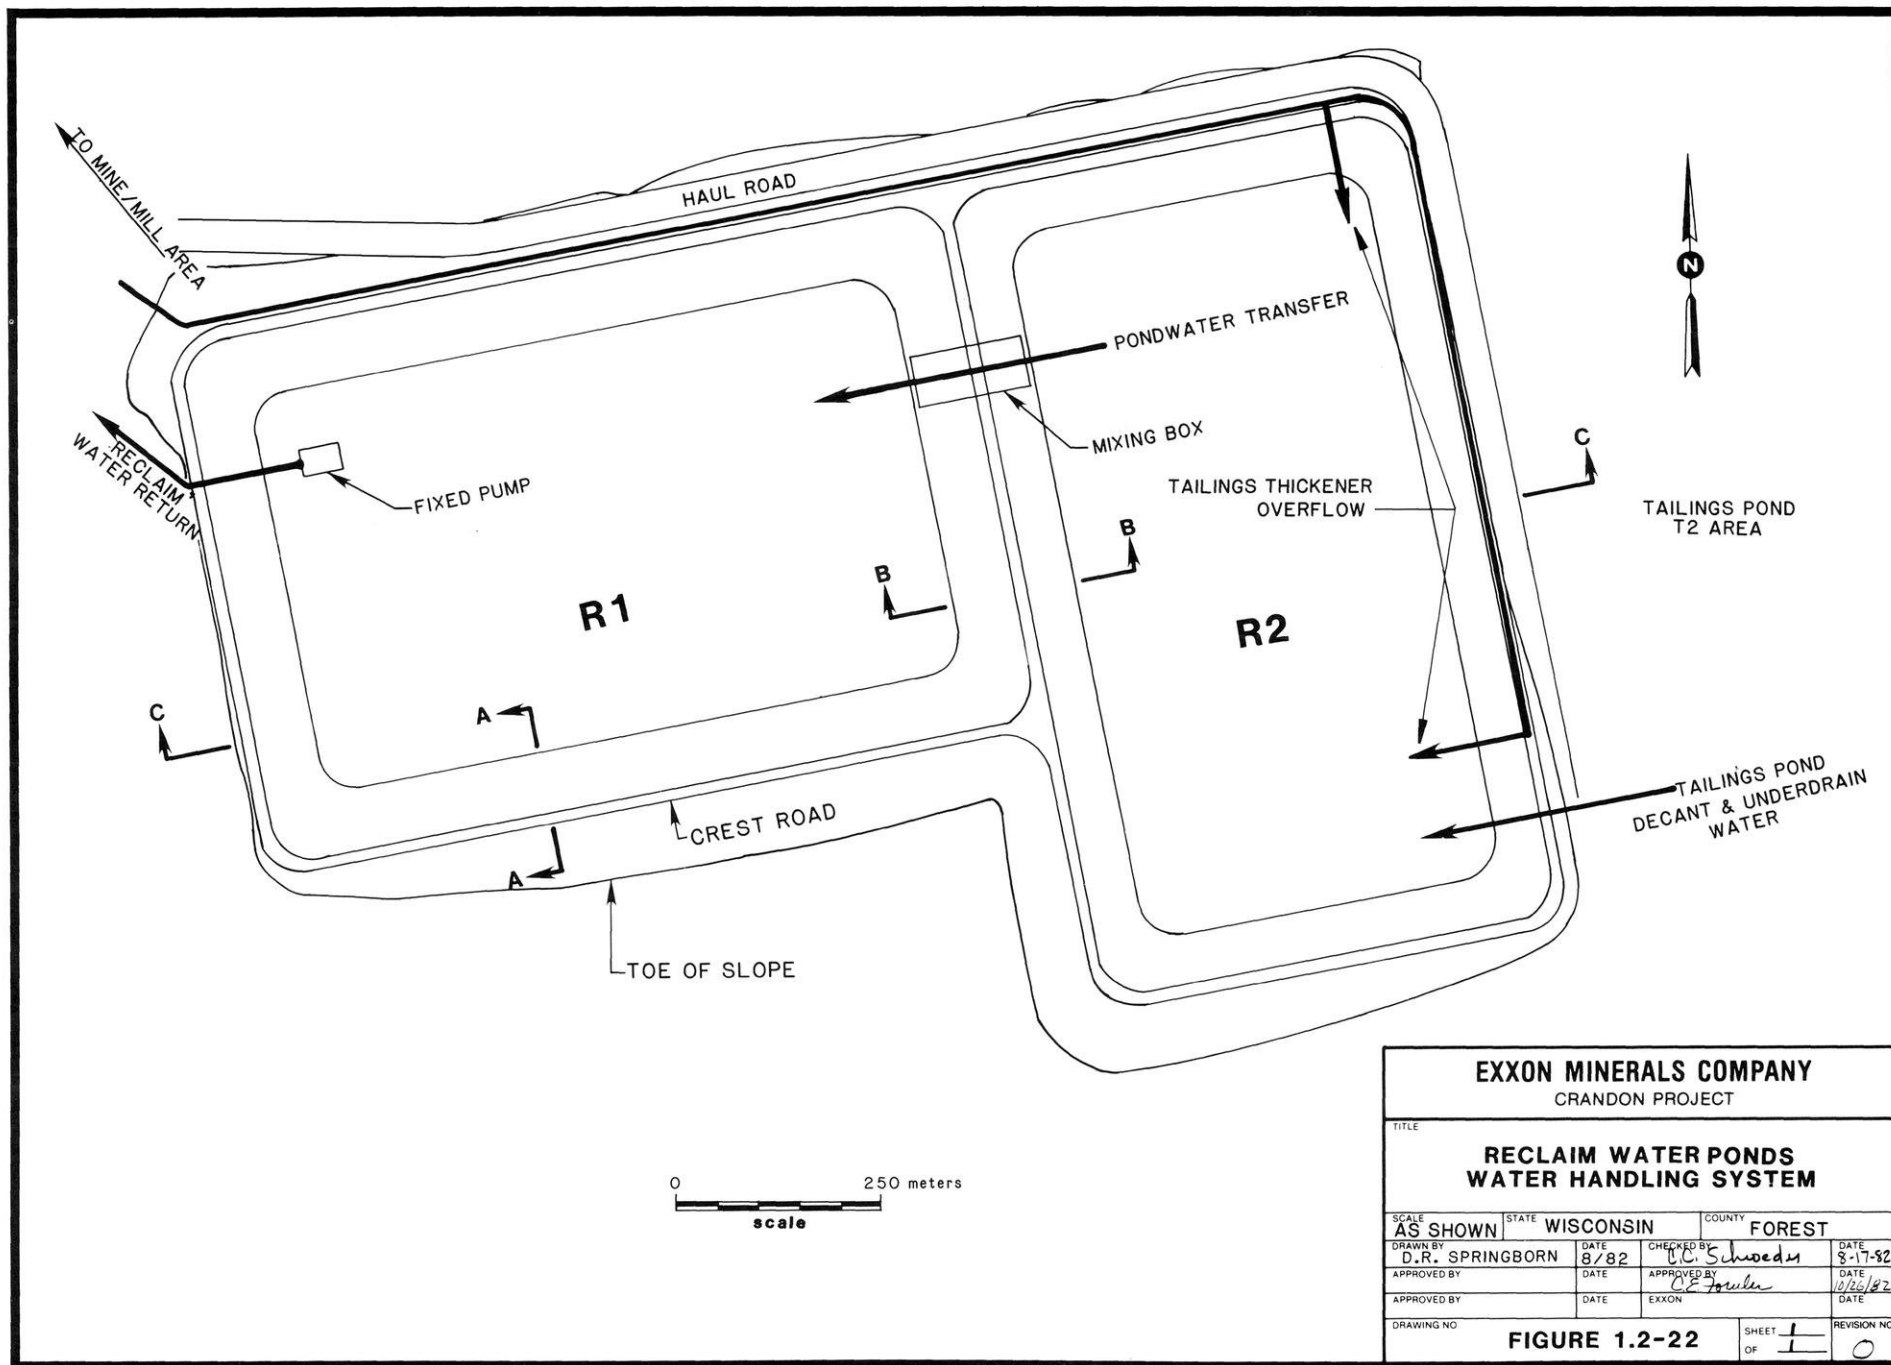 TO MINE/MILL AREA
HAUL ROAD
N
PONDWATER TRANSFER
MIXING BOX
RECLAIM
WATER RETURN
FIXED PUMP
TAILINGS THICKENER
OVERFLOW
C
TAILINGS POND
T2 AREA
B
B
R1
R2
C
A
A
CREST ROAD
TOE OF SLOPE
TAILINGS POND
DECANT & UNDERDRAIN
WATER
0 250 meters
scale
EXXON MINERALS COMPANY
CRANDON PROJECT
TITLE
RECLAIM WATER PONDS
WATER HANDLING SYSTEM
SCALE AS SHOWN STATE WISCONSIN COUNTY FOREST
DRAWN BY D.R. SPRINGBORN DATE 8/82 CHECKED BY C.C. Schroeder DATE 8-17-82
APPROVED BY DATE APPROVED BY C.E. Fowler DATE 10/26/82
APPROVED BY DATE EXXON DATE
DRAWING NO FIGURE 1.2-22 SHEET 1 OF 1 REVISION NO 0